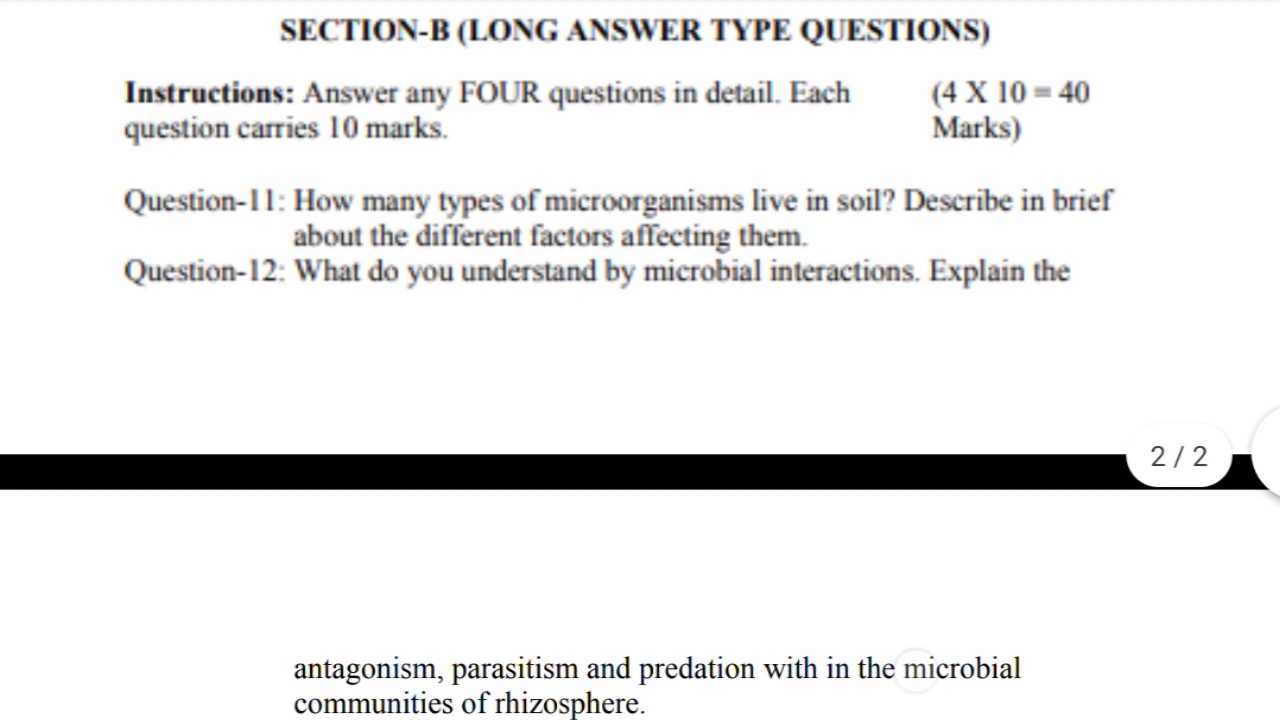 SECTION-B (LONG ANSWER TYPE QUESTIONS)
Instructions: Answer any FOUR questions in detail. Each (4 X 10 = 40
question carries 10 marks. Marks)
Question-11: How many types of microorganisms live in soil? Describe in brief
about the different factors affecting them.
Question-12: What do you understand by microbial interactions. Explain the
2 / 2
antagonism, parasitism and predation with in the microbial
communities of rhizosphere.